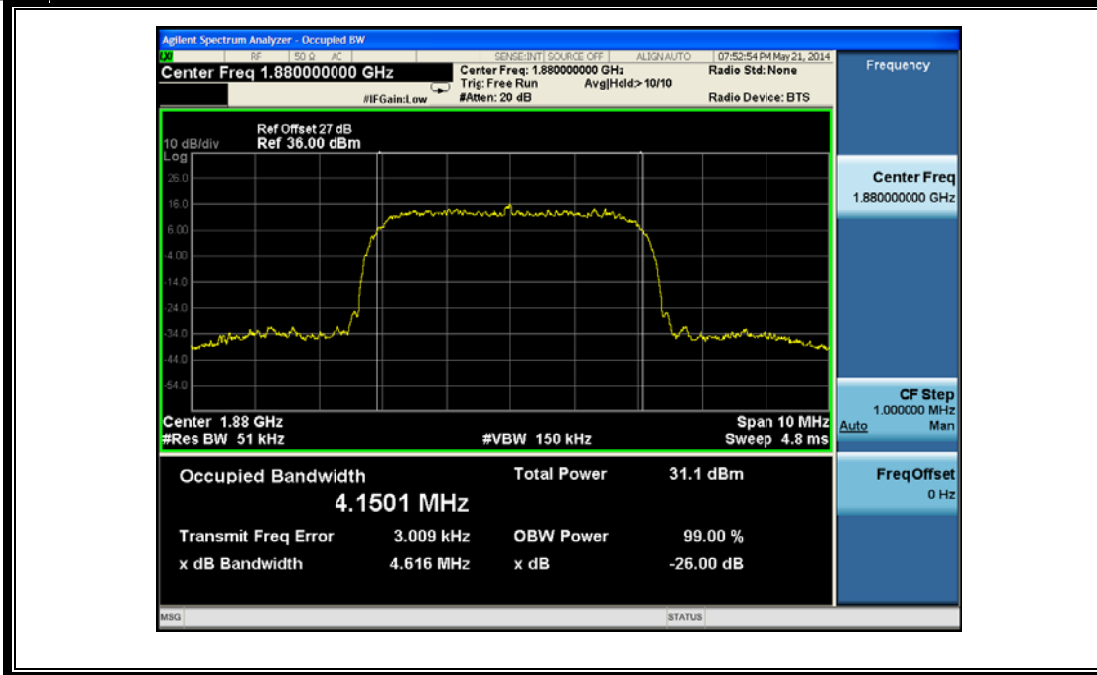 Agilent Spectrum Analyzer - Occupied BW
RF 50 Ω AC SENSE:INT SOURCE OFF ALIGN AUTO 07:52:54 PM May 21, 2014
Center Freq 1.880000000 GHz
Center Freq: 1.880000000 GHz
Radio Std: None
Trig: Free Run Avg|Hold:> 10/10
#IFGain:Low #Atten: 20 dB Radio Device: BTS
Ref Offset 27 dB
10 dB/div Ref 36.00 dBm
Log
26.0
16.0
6.00
-4.00
-14.0
-24.0
-34.0
-44.0
-54.0
Center 1.88 GHz Span 10 MHz
#Res BW 51 kHz #VBW 150 kHz Sweep 4.8 ms
Occupied Bandwidth Total Power 31.1 dBm
4.1501 MHz
Transmit Freq Error 3.009 kHz OBW Power 99.00 %
x dB Bandwidth 4.616 MHz x dB -26.00 dB
MSG STATUS
Frequency
Center Freq
1.880000000 GHz
CF Step
1.000000 MHz
Auto Man
Freq Offset
0 Hz